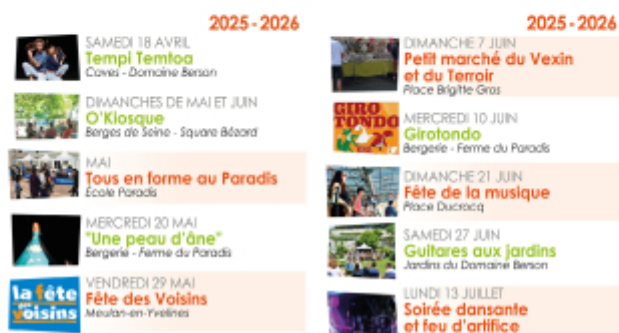 2025 - 2026
SAMEDI 18 AVRIL
Tempi Temtoa
Caves - Domaine Berson
DIMANCHES DE MAI ET JUIN
O'Kiosque
Berges de Seine - Square Bézard
MAI
Tous en forme au Paradis
École Paradis
MERCREDI 20 MAI
"Une peau d'âne"
Bergerie - Ferme du Paradis
la fête
des
voisins
VENDREDI 29 MAI
Fête des Voisins
Meulan-en-Yvelines
2025 - 2026
DIMANCHE 7 JUIN
Petit marché du Vexin
et du Terroir
Place Brigitte Gros
GIRO
TONDO
MERCREDI 10 JUIN
Girotondo
Bergerie - Ferme du Paradis
DIMANCHE 21 JUIN
Fête de la musique
Place Ducrocq
SAMEDI 27 JUIN
Guitares aux jardins
Jardins du Domaine Berson
LUNDI 13 JUILLET
Soirée dansante
et feu d'artifice